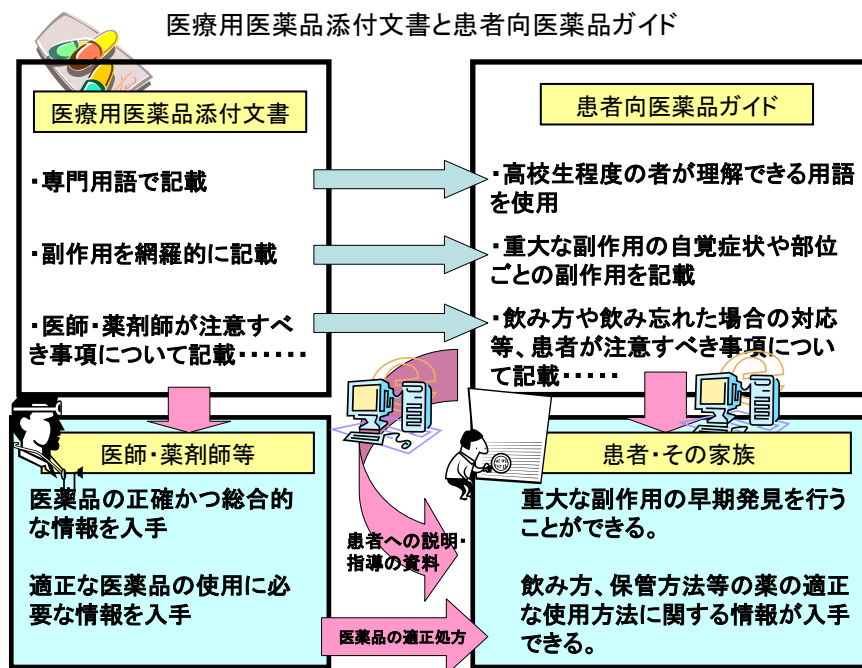 医療用医薬品添付文書と患者向医薬品ガイド
医療用医薬品添付文書
・専門用語で記載
・副作用を網羅的に記載
・医師・薬剤師が注意すべ
き事項について記載・・・・・・
患者向医薬品ガイド
・高校生程度の者が理解できる用語
を使用
・重大な副作用の自覚症状や部位
ごとの副作用を記載
・飲み方や飲み忘れた場合の対応
等、患者が注意すべき事項につい
て記載・・・・・
医師・薬剤師等
医薬品の正確かつ総合的
な情報を入手
適正な医薬品の使用に必
要な情報を入手
患者への説明・
指導の資料
医薬品の適正処方
患者・その家族
重大な副作用の早期発見を行う
ことができる。
飲み方、保管方法等の薬の適正
な使用方法に関する情報が入手
できる。